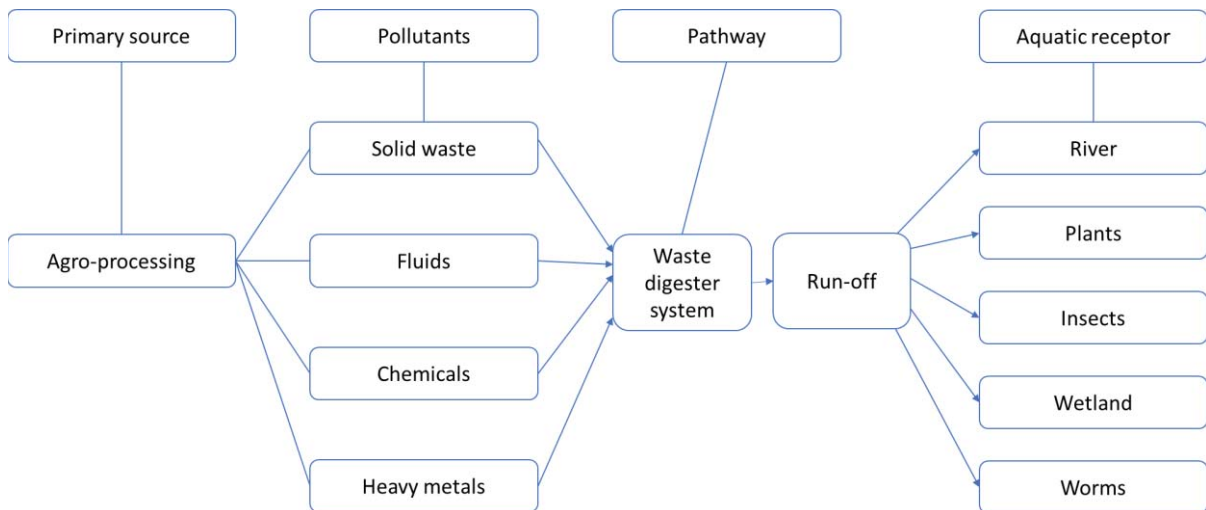 Primary source
Pollutants
Pathway
Aquatic receptor
Solid waste
River
Agro-processing
Fluids
Waste
digester
system
Run-off
Plants
Insects
Chemicals
Wetland
Heavy metals
Worms